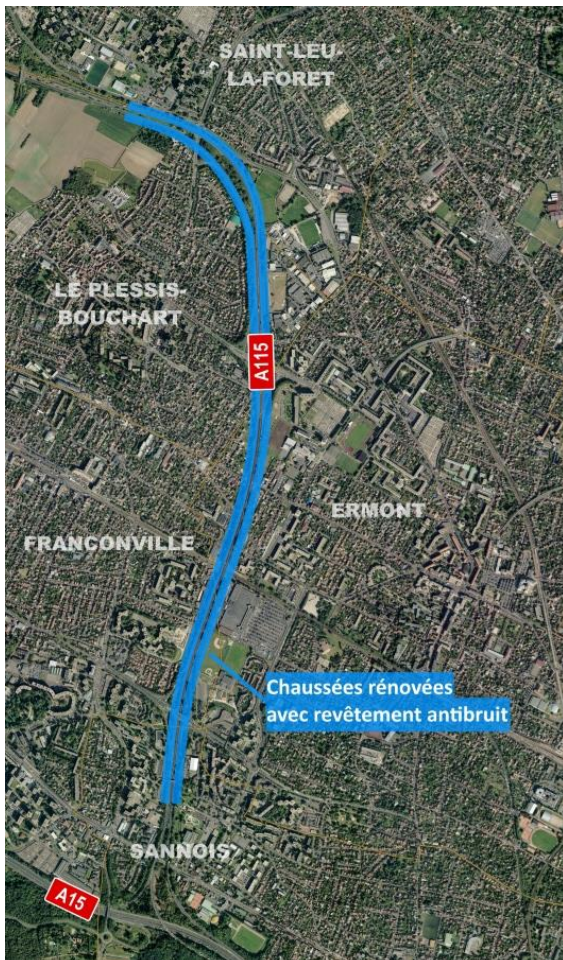 SAINT-LEU-
LA-FORET
LE PLESSIS-
BOUCHART
A115
ERMONT
FRANCONVILLE
Chaussées rénovées
avec revêtement antibruit
SANNOIS
A15